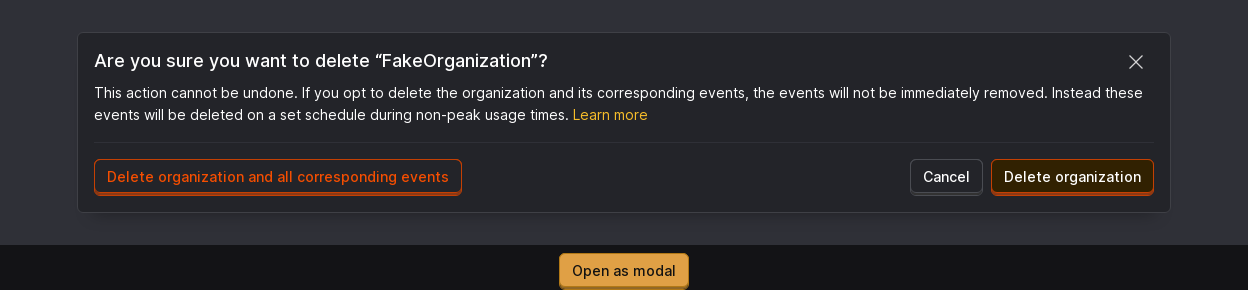 Are you sure you want to delete “FakeOrganization”?
This action cannot be undone. If you opt to delete the organization and its corresponding events, the events will not be immediately removed. Instead these
events will be deleted on a set schedule during non-peak usage times. Learn more
Delete organization and all corresponding events
Cancel
Delete organization
Open as modal